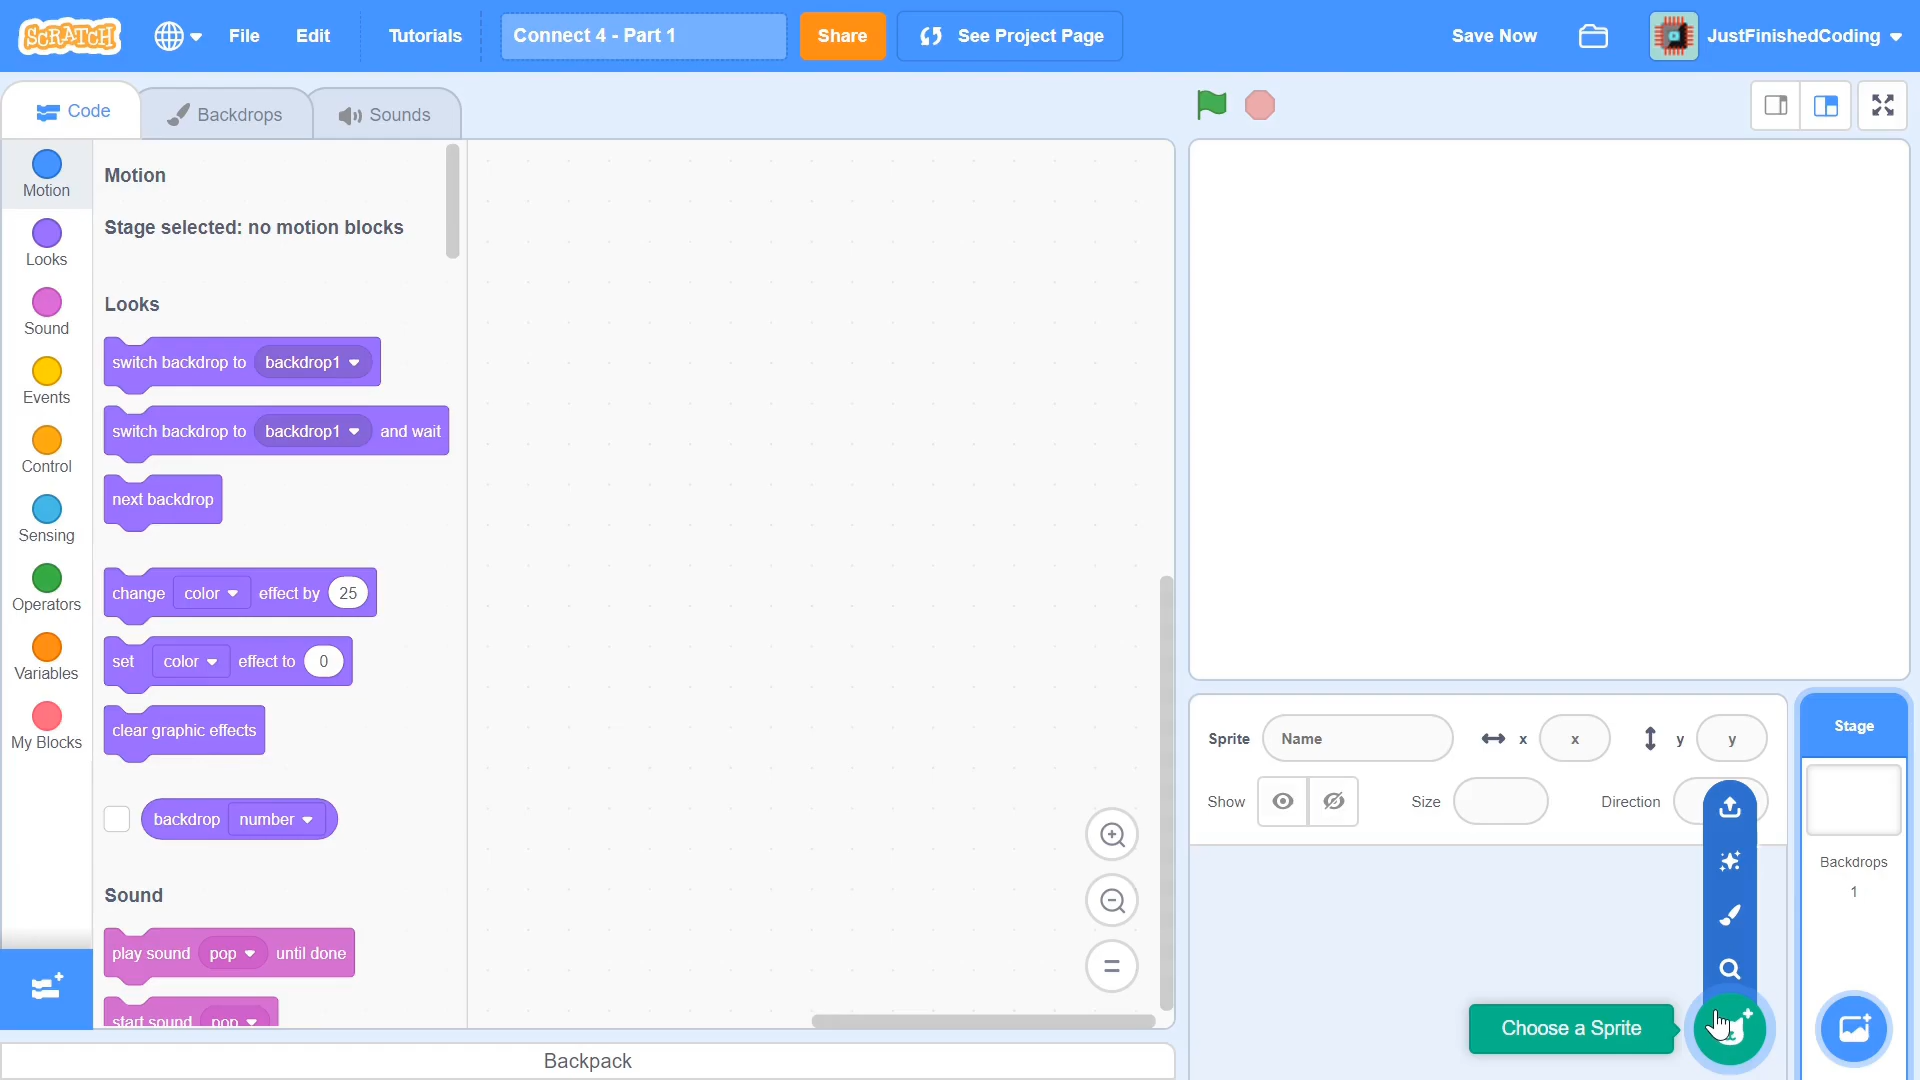 SCRATCH File Edit Tutorials Connect 4 - Part 1 Share See Project Page Save Now JustFinishedCoding
Code Backdrops Sounds
Motion
Looks
Sound
Events
Control
Sensing
Operators
Variables
My Blocks
Motion
Stage selected: no motion blocks
Looks
switch backdrop to backdrop1
switch backdrop to backdrop1 and wait
next backdrop
change color effect by 25
set color effect to 0
clear graphic effects
backdrop number
Sound
play sound pop until done
start sound pop
Backpack
Sprite Name x x y y
Show Size Direction
Choose a Sprite
Stage
Backdrops
1